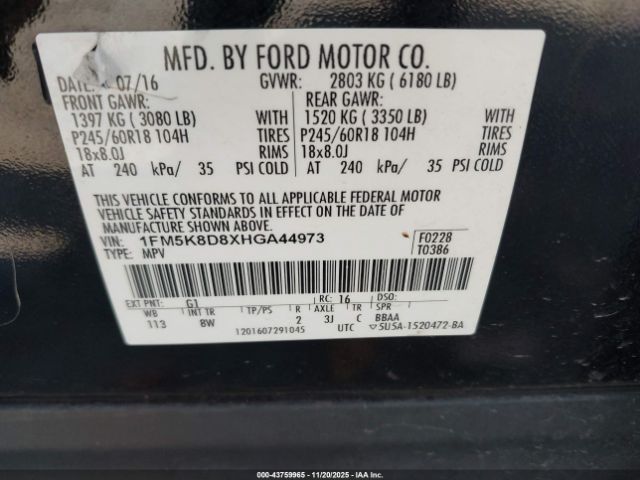 MFD. BY FORD MOTOR CO.
DATE: 07/16 GVWR: 2803 KG ( 6180 LB)
FRONT GAWR: REAR GAWR:
1397 KG ( 3080 LB) WITH 1520 KG ( 3350 LB) WITH
P245/60R18 104H TIRES P245/60R18 104H TIRES
18x8.0J RIMS 18x8.0J RIMS
AT 240 kPa/ 35 PSI COLD AT 240 kPa/ 35 PSI COLD
THIS VEHICLE CONFORMS TO ALL APPLICABLE FEDERAL MOTOR
VEHICLE SAFETY STANDARDS IN EFFECT ON THE DATE OF
MANUFACTURE SHOWN ABOVE.
VIN: 1FM5K8D8XHGA44973 F0228
TYPE: MPV T0386
EXT PNT: G1 RC: 16 DSO:
WB INT TR TP/PS R AXLE TR SPR
113 BW 2 3J C BBAA
1201607291045 UTC 5U5A-1520472-BA
000-43759965 - 11/20/2025 - IAAI.COM